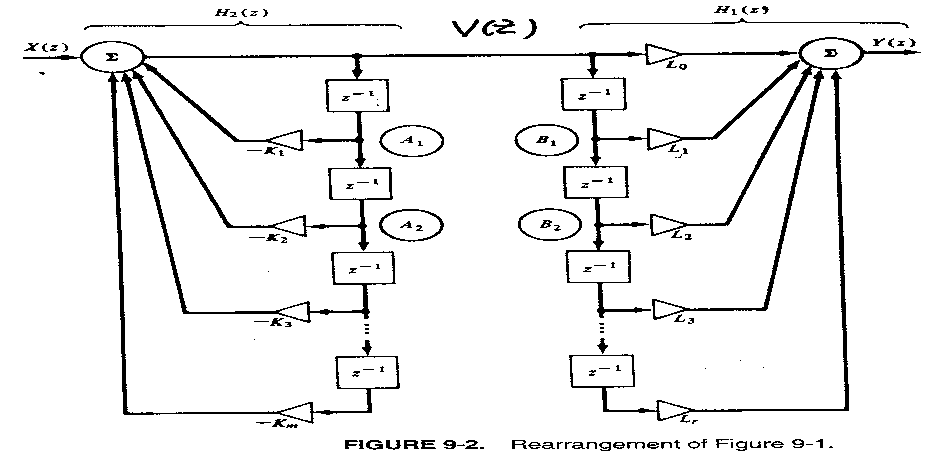 H₂(z) V(Z) H₁(z)
X(z) Σ Σ Y(z)
L₀
z⁻¹ z⁻¹
−K₁ A₁ B₁ L₁
z⁻¹ z⁻¹
−K₂ A₂ B₂ L₂
z⁻¹ z⁻¹
−K₃ L₃
z⁻¹ z⁻¹
−Kₘ Lᵣ
FIGURE 9-2. Rearrangement of Figure 9-1.